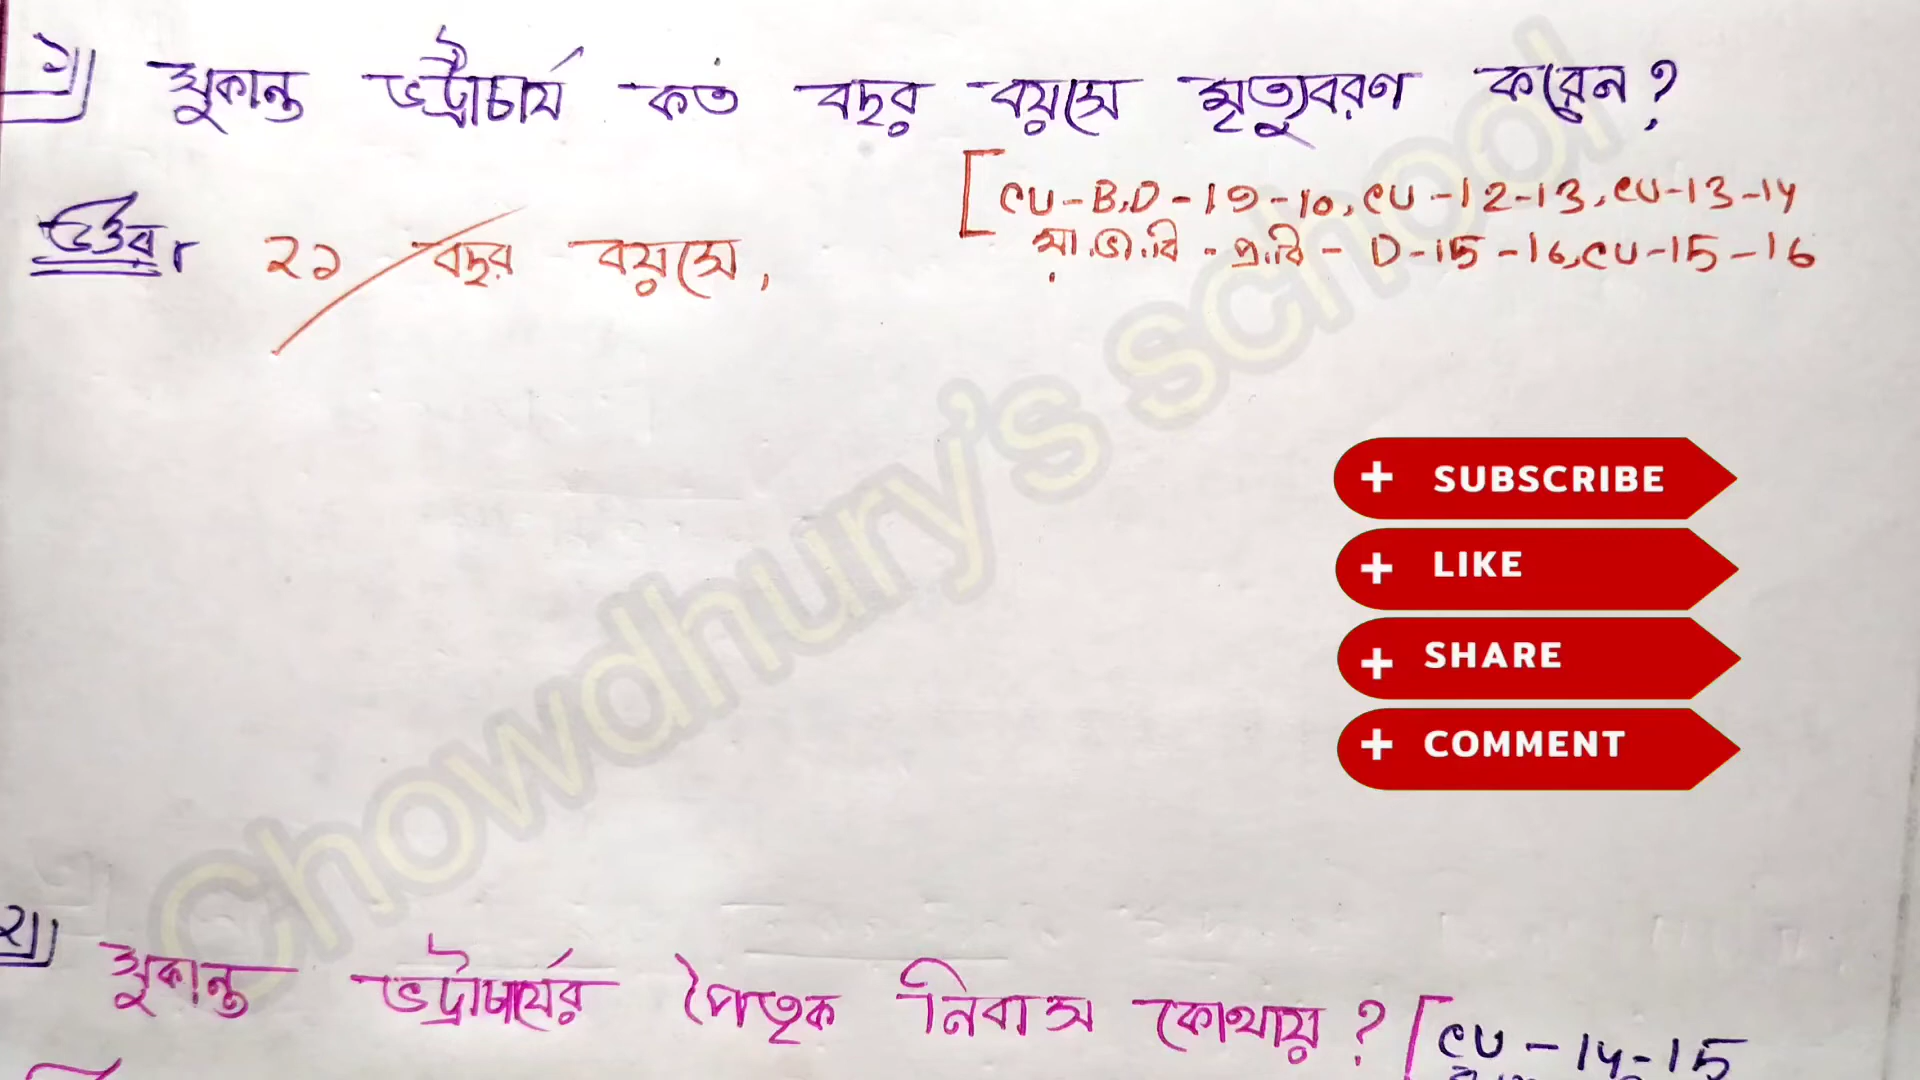 ১) সুকান্ত ভট্টাচার্য কত বছর বয়সে মৃত্যুবরণ করেন?
[CU-B,D-19-10, CU-12-13, CU-13-14
উত্তরঃ ২১ বছর বয়সে,
সা.ভা.বি - প্র.বি - D-15-16, CU-15-16
+ SUBSCRIBE
+ LIKE
+ SHARE
+ COMMENT
Chowdhury's school
২) সুকান্ত ভট্টাচার্যের পৈতৃক নিবাস কোথায়? [CU-14-15